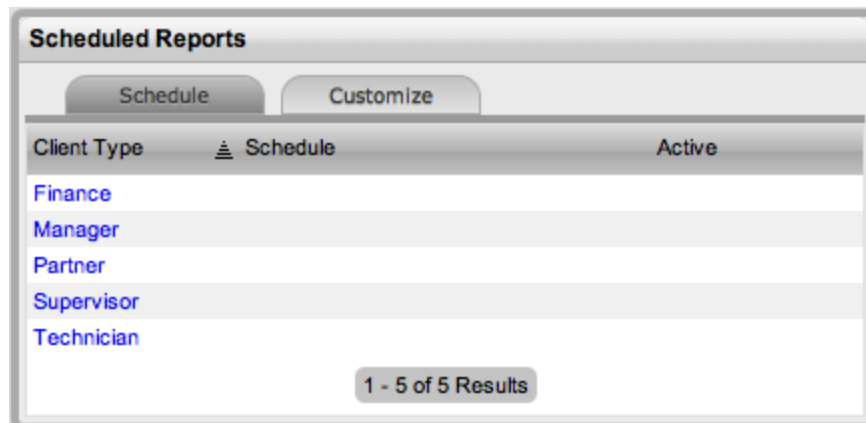 Scheduled Reports
Schedule Customize
Client Type Schedule Active
Finance
Manager
Partner
Supervisor
Technician
1 - 5 of 5 Results